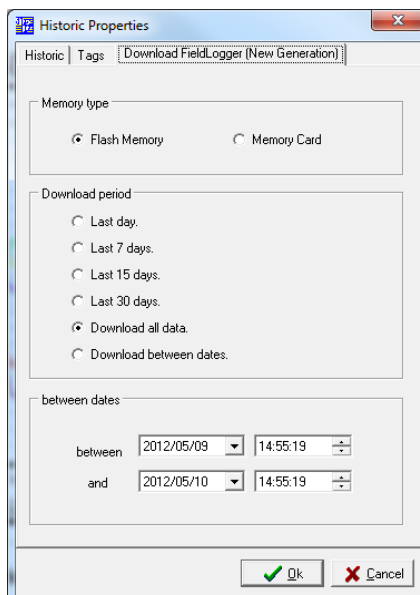 Historic Properties
Historic Tags Download FieldLogger (New Generation)
Memory type
Flash Memory Memory Card
Download period
Last day.
Last 7 days.
Last 15 days.
Last 30 days.
Download all data.
Download between dates.
between dates
between 2012/05/09 14:55:19
and 2012/05/10 14:55:19
Ok Cancel